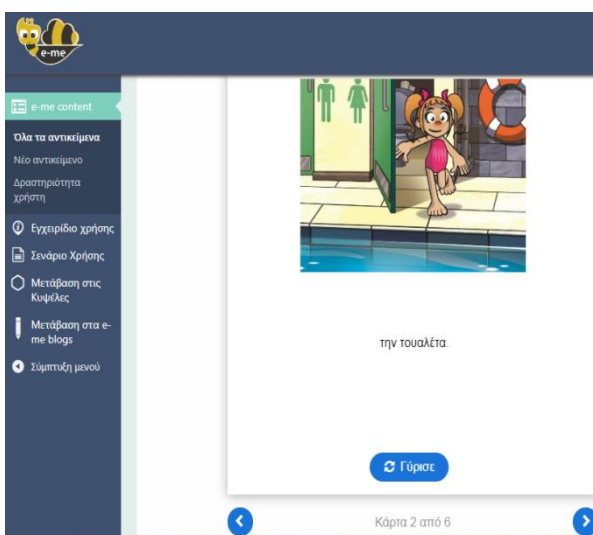 e-me
e-me content
Όλα τα αντικείμενα
Νέο αντικείμενο
Δραστηριότητα
χρήστη
Εγχειρίδιο χρήσης
Σενάριο Χρήσης
Μετάβαση στις
Κυψέλες
Μετάβαση στα e-
me blogs
Σύμπτυξη μενού
την τουαλέτα.
Γύρισε
Κάρτα 2 από 6